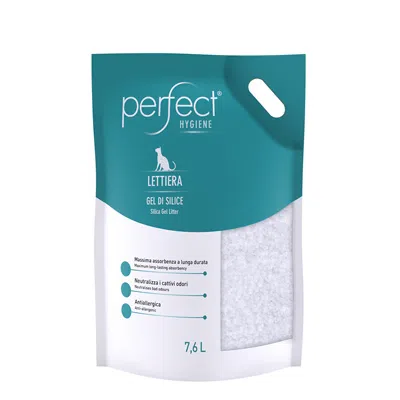 perfect®
HYGIENE
LETTIERA
GEL DI SILICE
Silica Gel Litter
Massima assorbenza a lunga durata
Maximum long-lasting absorbency
Neutralizza i cattivi odori
Neutralises bad odours
Antiallergica
Anti-allergenic
7,6 L